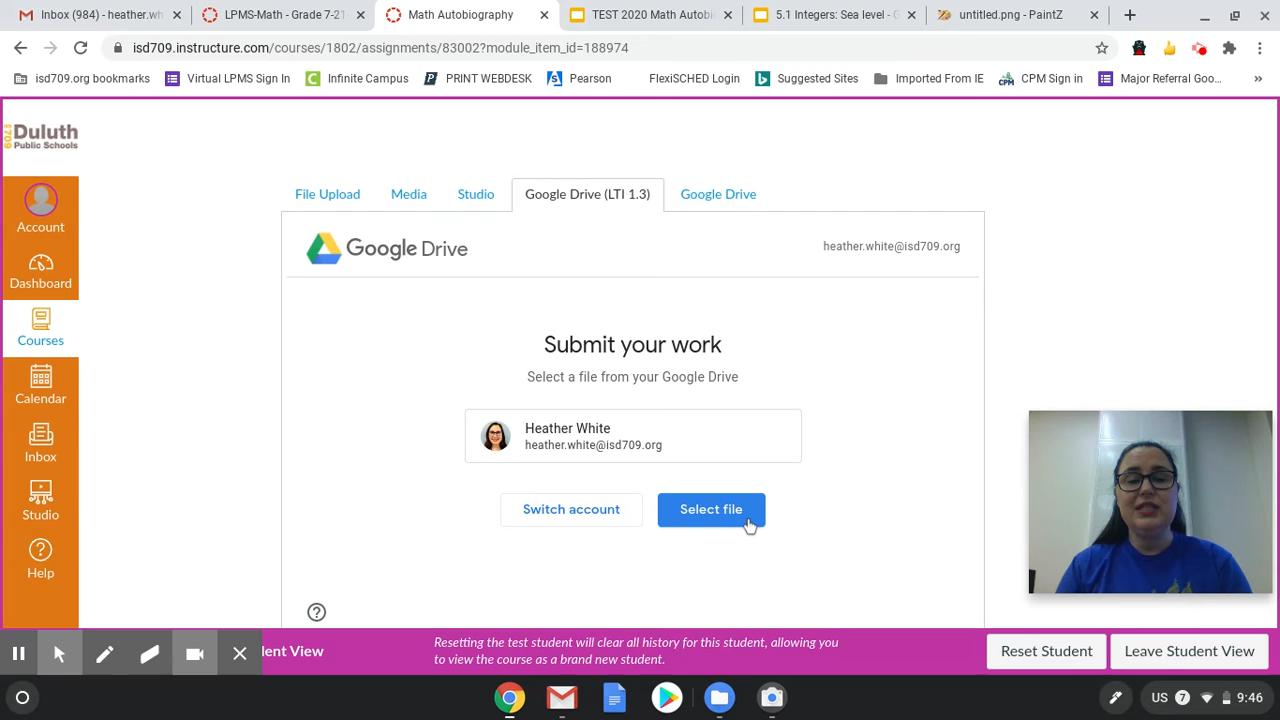 Inbox (984) - heather.wh
LPMS-Math - Grade 7-21
Math Autobiography
TEST 2020 Math Autobi
5.1 Integers: Sea level - G
untitled.png - PaintZ
isd709.instructure.com/courses/1802/assignments/83002?module_item_id=188974
isd709.org bookmarks
Virtual LPMS Sign In
Infinite Campus
PRINT WEBDESK
Pearson
FlexiSCHED Login
Suggested Sites
Imported From IE
CPM Sign in
Major Referral Goo...
ISD 709
Duluth
Public Schools
Account
Dashboard
Courses
Calendar
Inbox
Studio
Help
File Upload
Media
Studio
Google Drive (LTI 1.3)
Google Drive
Google Drive
heather.white@isd709.org
Submit your work
Select a file from your Google Drive
Heather White
heather.white@isd709.org
Switch account
Select file
dent View
Resetting the test student will clear all history for this student, allowing you
to view the course as a brand new student.
Reset Student
Leave Student View
US
7
9:46